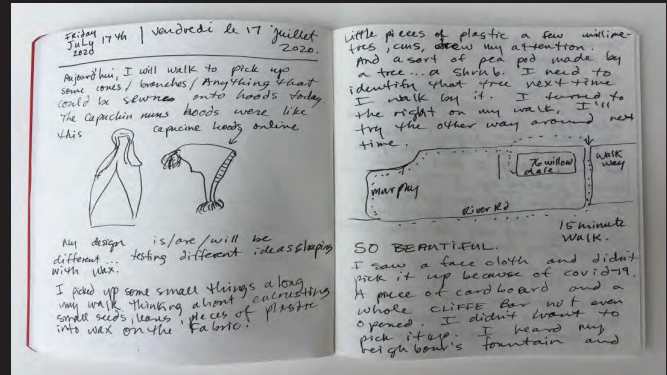 Friday
July 17th
2020
Vendredi le 17 juillet
2020.
Aujourd'hui, I will walk to pick up
some cones / branches / Anything that
could be sewn onto hoods today.
The capuchin nuns hoods were like
this capucine hoods online
My design is/are/will be
different... testing different ideas shaping
with wax.
I picked up some small things along
my walk. Thinking about encrusting
small seeds, leaves, pieces of plastic
into wax on the fabric.
Little pieces of plastic a few millime-
tres, cms, drew my attention.
And a sort of pea pod made by
a tree... a shrub. I need to
identify that tree next time
I walk by it. I turned to
the right on my walk, I'll
try the other way around next
time.
70 willow
dale
walk
way
Murphy
River Rd
15 minute
walk.
SO BEAUTIFUL.
I saw a face cloth and didn't
pick it up because of covid-19.
A piece of cardboard and a
whole CLIFFE Bar not even
opened. I didn't want to
pick it up. I heard my
neighbour's fountain and